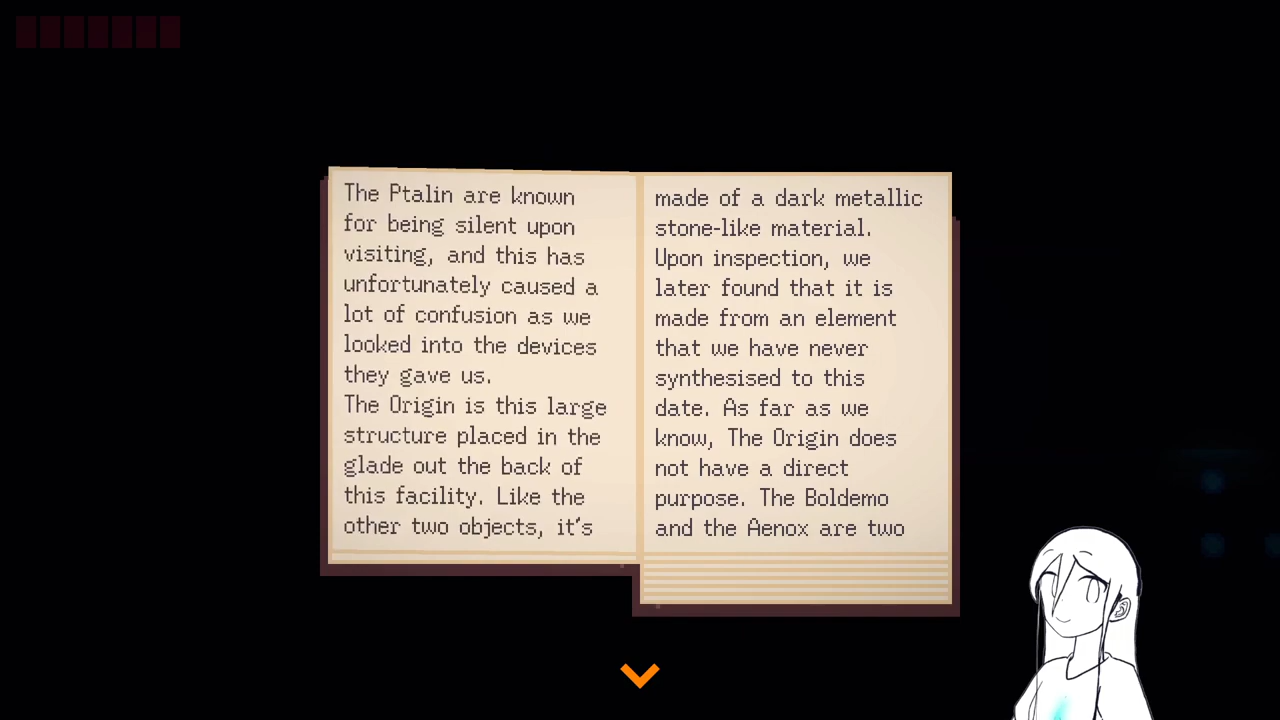 The Ptalin are known
for being silent upon
visiting, and this has
unfortunately caused a
lot of confusion as we
looked into the devices
they gave us.
The Origin is this large
structure placed in the
glade out the back of
this facility. Like the
other two objects, it's
made of a dark metallic
stone-like material.
Upon inspection, we
later found that it is
made from an element
that we have never
synthesised to this
date. As far as we
know, The Origin does
not have a direct
purpose. The Boldemo
and the Aenox are two